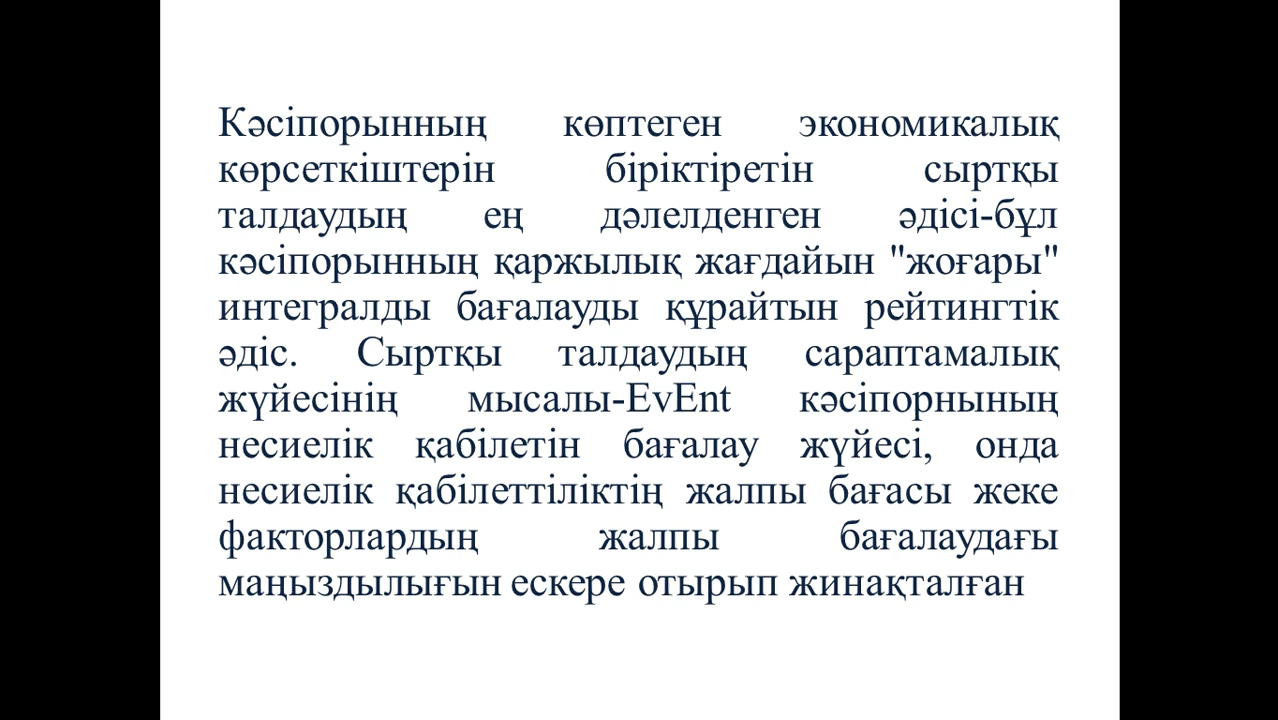 Кәсіпорынның көптеген экономикалық
көрсеткіштерін біріктіретін сыртқы
талдаудың ең дәлелденген әдісі-бұл
кәсіпорынның қаржылық жағдайын "жоғары"
интегралды бағалауды құрайтын рейтингтік
әдіс. Сыртқы талдаудың сараптамалық
жүйесінің мысалы-EvEnt кәсіпорнының
несиелік қабілетін бағалау жүйесі, онда
несиелік қабілеттіліктің жалпы бағасы жеке
факторлардың жалпы бағалаудағы
маңыздылығын ескере отырып жинақталған